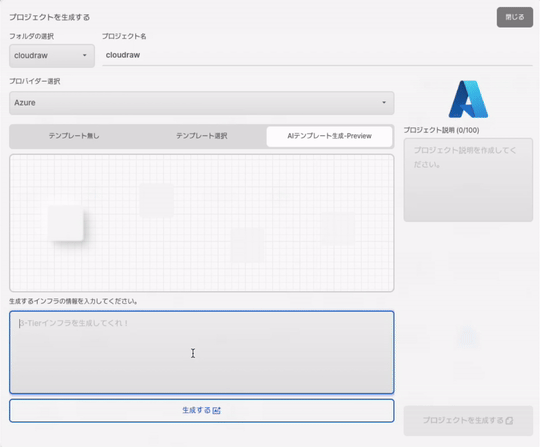 プロジェクトを生成する
閉じる
フォルダの選択
プロジェクト名
cloudraw
cloudraw
プロバイダー選択
Azure
テンプレート無し
テンプレート選択
AIテンプレート生成-Preview
プロジェクト説明 (0/100)
プロジェクト説明を作成してく
ださい。
生成するインフラの情報を入力してください。
3-Tierインフラを生成してくれ！
生成する
プロジェクトを生成する